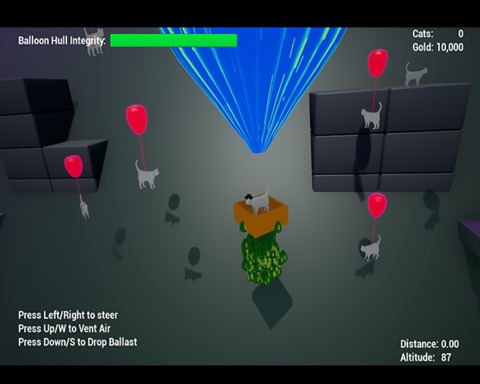 Balloon Hull Integrity:
Cats: 0
Gold: 10,000
Press Left/Right to steer
Press Up/W to Vent Air
Press Down/S to Drop Ballast
Distance: 0.00
Altitude: 87